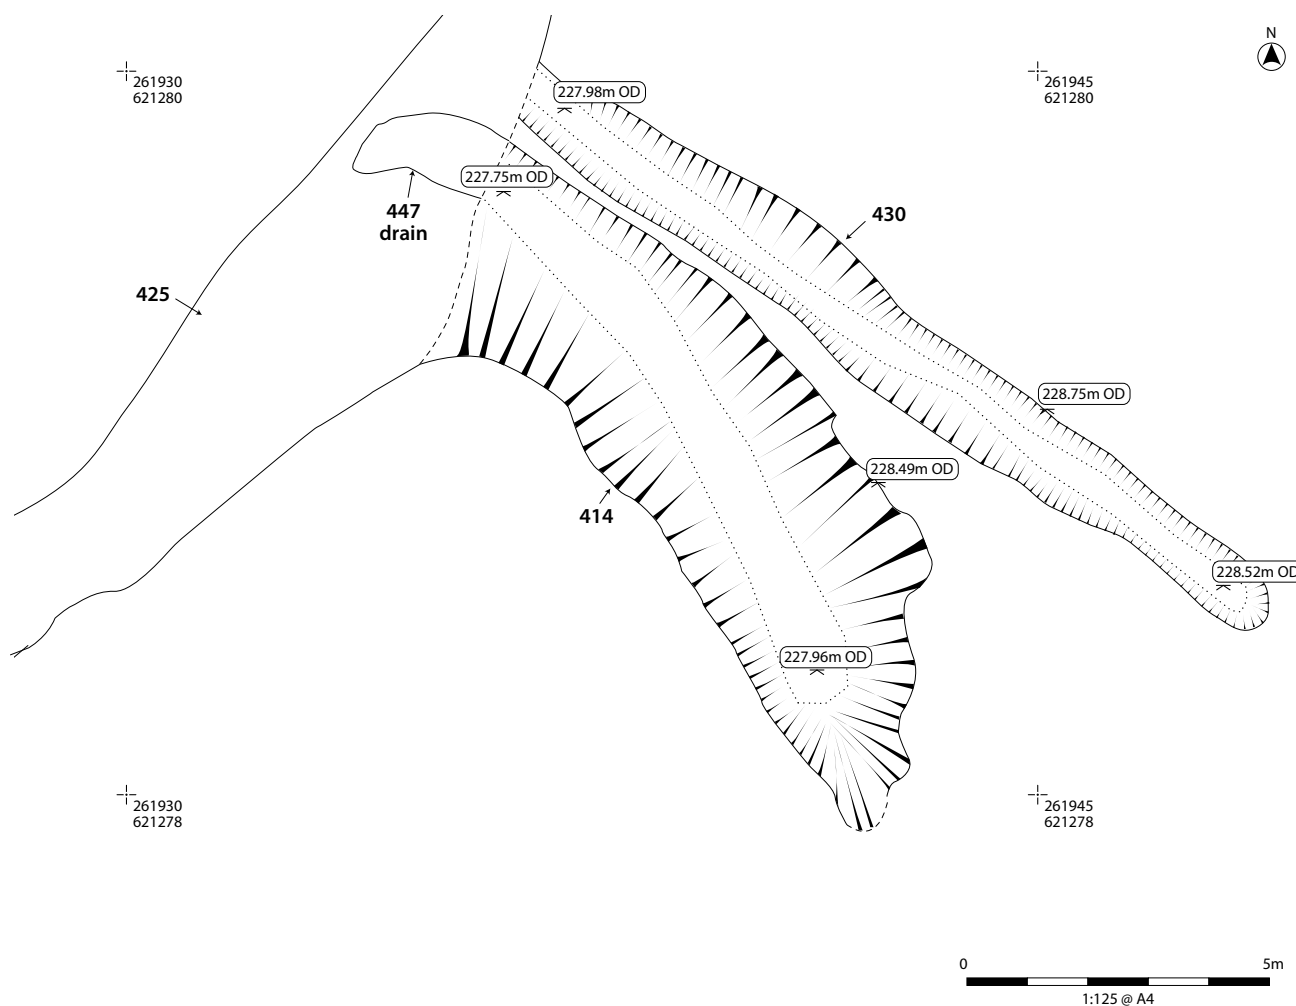 N
261930
621280
227.98m OD
261945
621280
227.75m OD
447
drain
430
425
228.75m OD
228.49m OD
414
228.52m OD
227.96m OD
261930
621278
261945
621278
0 5m
1:125 @ A4